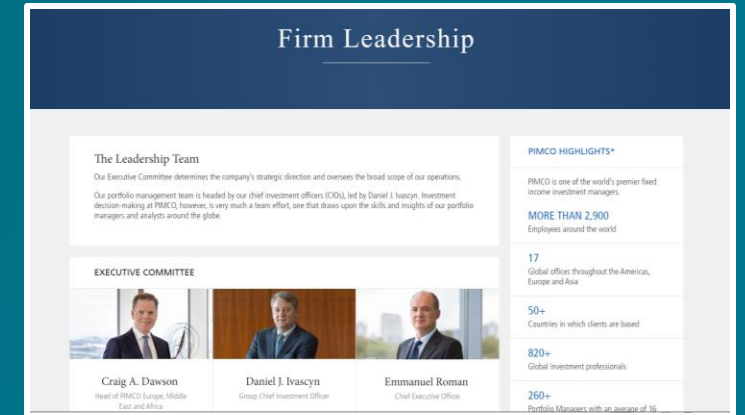 Firm Leadership
The Leadership Team
Our Executive Committee determines the company's strategic direction and oversees the broad scope of our operations.
Our portfolio management team is headed by our chief investment officers (CIOs), led by Daniel J. Ivascyn. Investment
decision-making at PIMCO, however, is very much a team effort, one that draws upon the skills and insights of our portfolio
managers and analysts around the globe.
EXECUTIVE COMMITTEE
Craig A. Dawson
Head of PIMCO Europe, Middle
East and Africa
Daniel J. Ivascyn
Group Chief Investment Officer
Emmanuel Roman
Chief Executive Officer
PIMCO HIGHLIGHTS*
PIMCO is one of the world's premier fixed
income investment managers.
MORE THAN 2,900
Employees around the world
17
Global offices throughout the Americas,
Europe and Asia
50+
Countries in which clients are based
820+
Global investment professionals
260+
Portfolio Managers with an average of 16